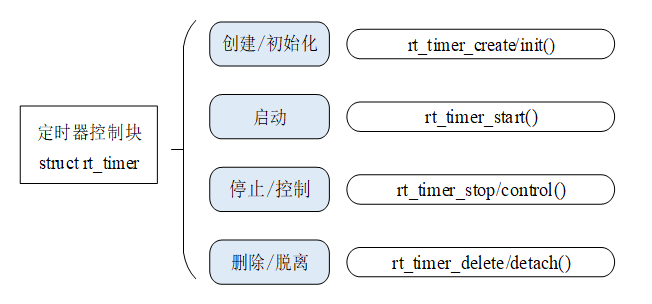 定时器控制块
struct rt_timer
创建/初始化
rt_timer_create/init()
启动
rt_timer_start()
停止/控制
rt_timer_stop/control()
删除/脱离
rt_timer_delete/detach()